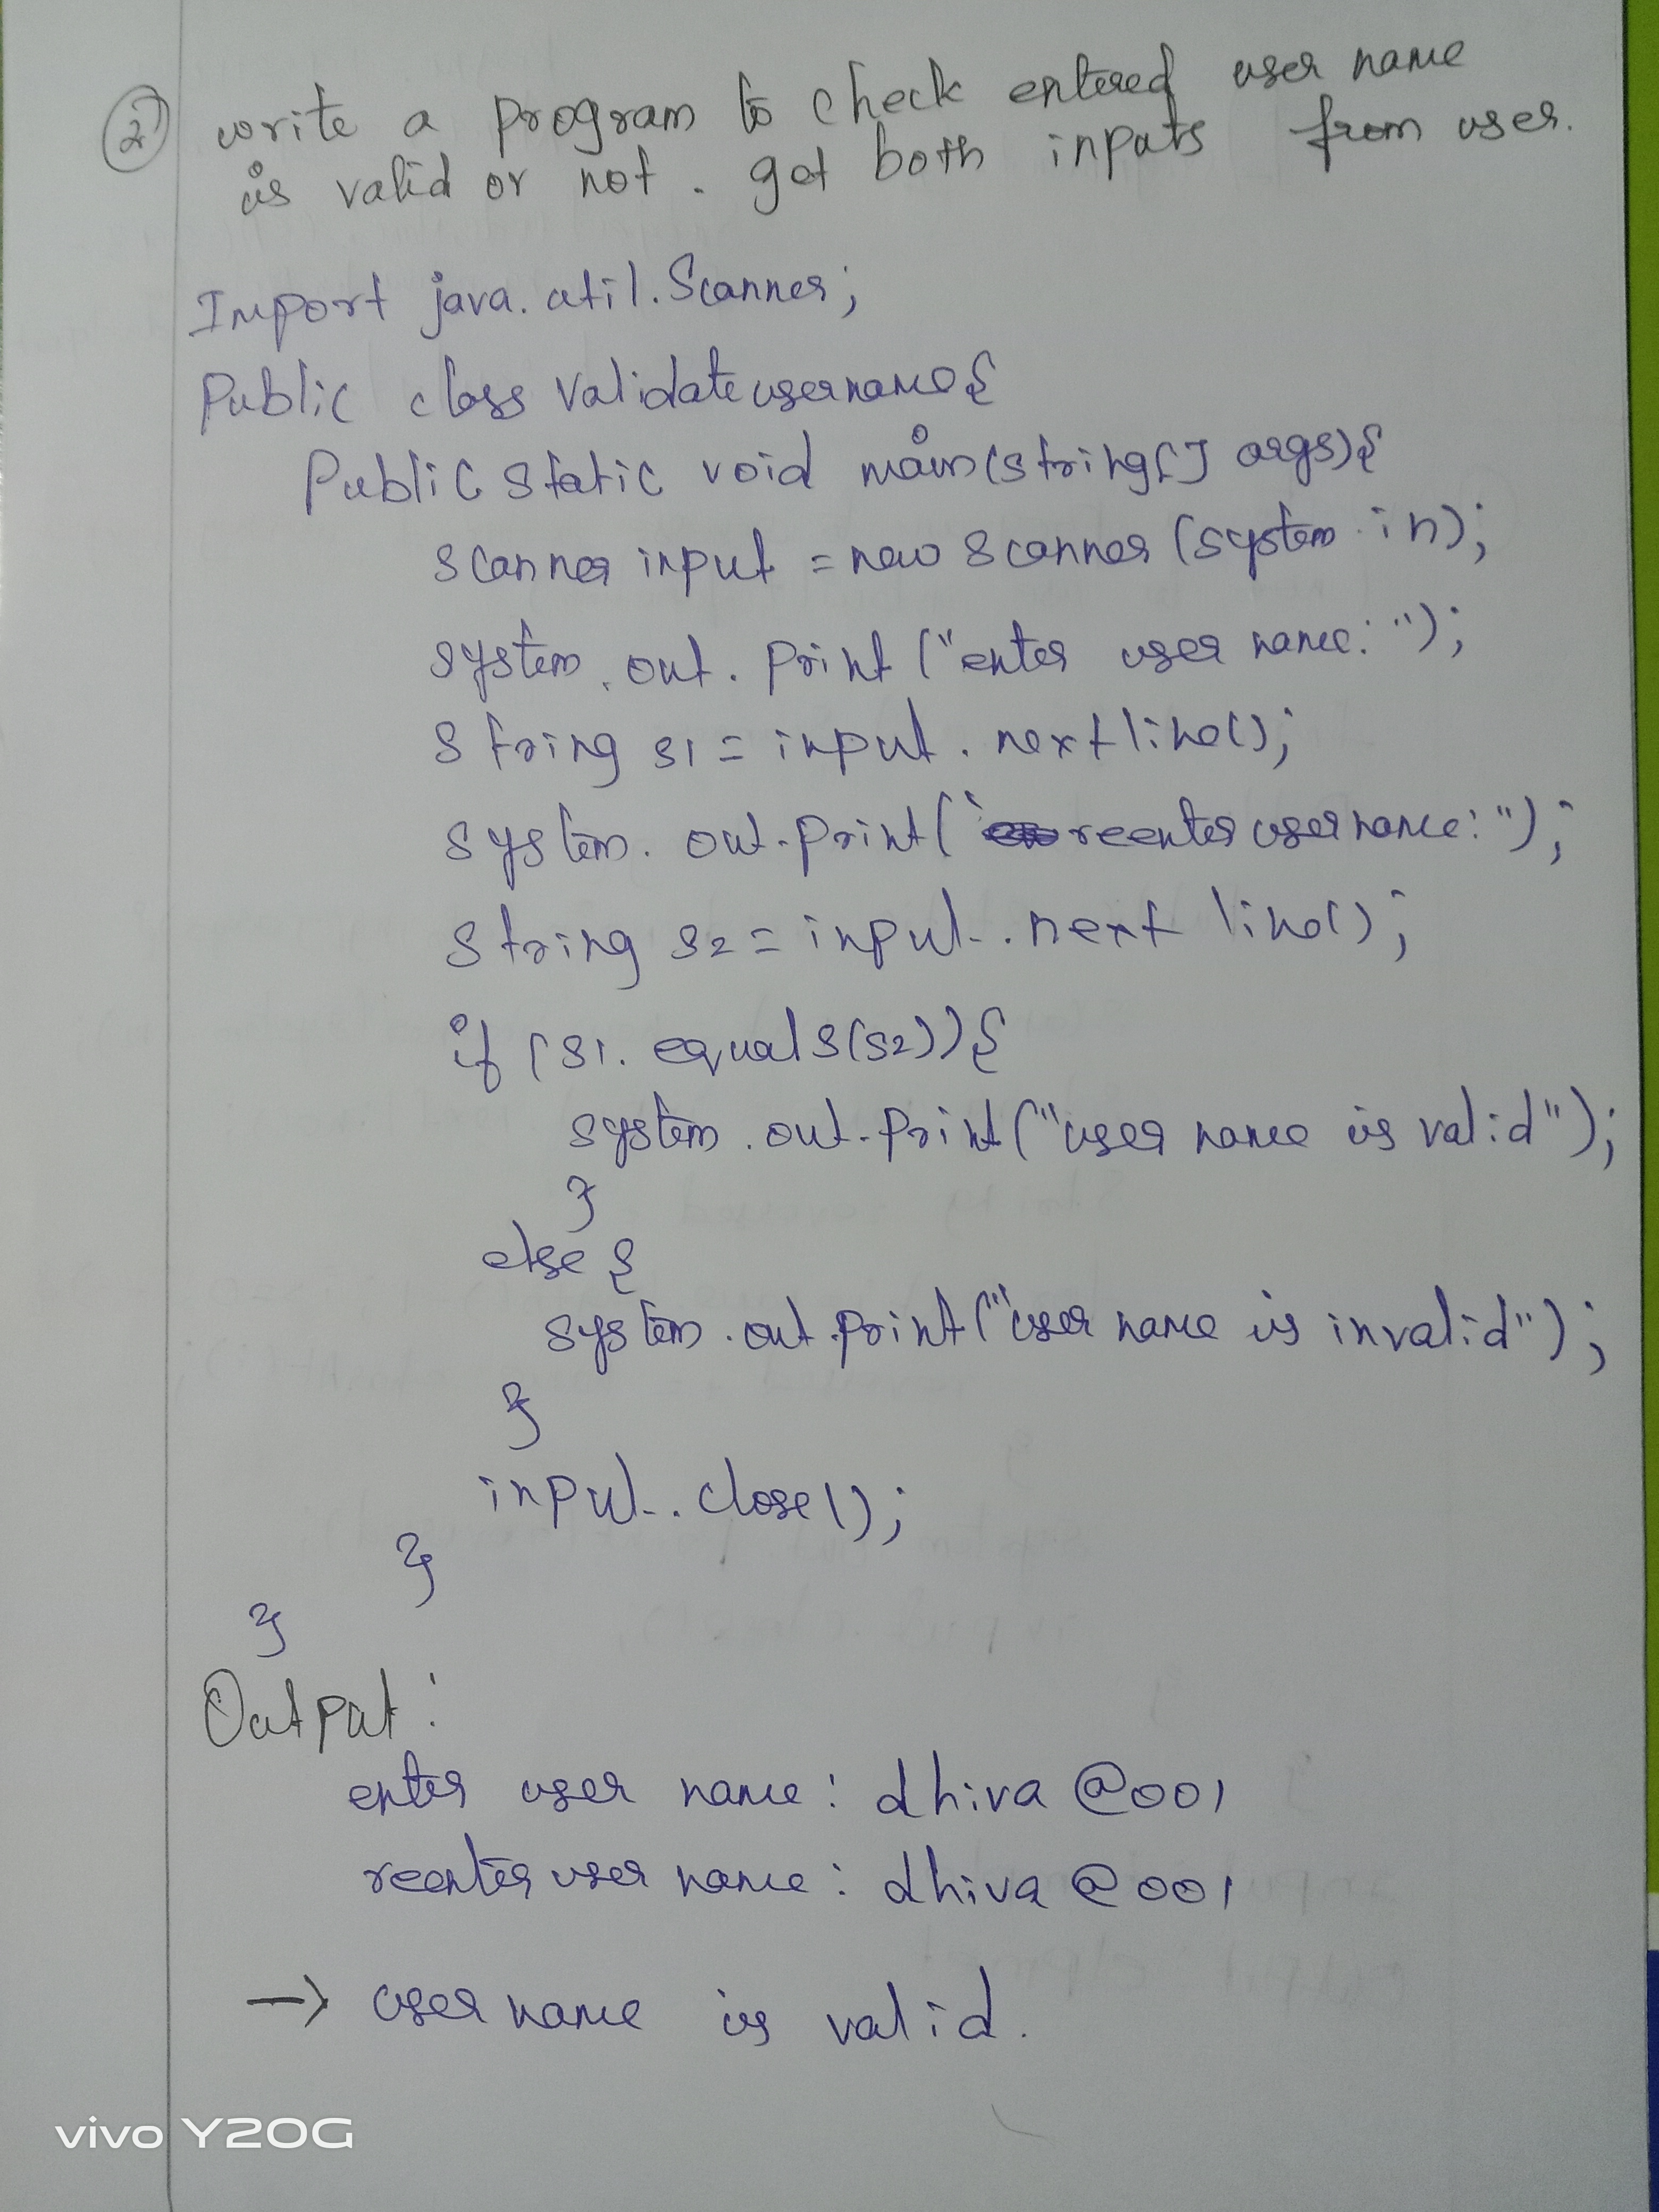 2) write a program to check entered user name
is valid or not. get both inputs from user.
Import java.util.Scanner;
Public class validateusername{
Public static void main(string[] args){
scanner input = new scanner (system.in);
system.out.print ("enter user name: ");
string s1 = input.nextline();
system.out.print("reenter username: ");
string s2 = input.next line();
if (s1.equals(s2)){
system.out.print("user name is valid");
}
else {
system.out.print("user name is invalid");
}
input.close();
}
}
Output:
enter user name: dhiva @001
reenter user name: dhiva @001
→ user name is valid.
vivo Y20G